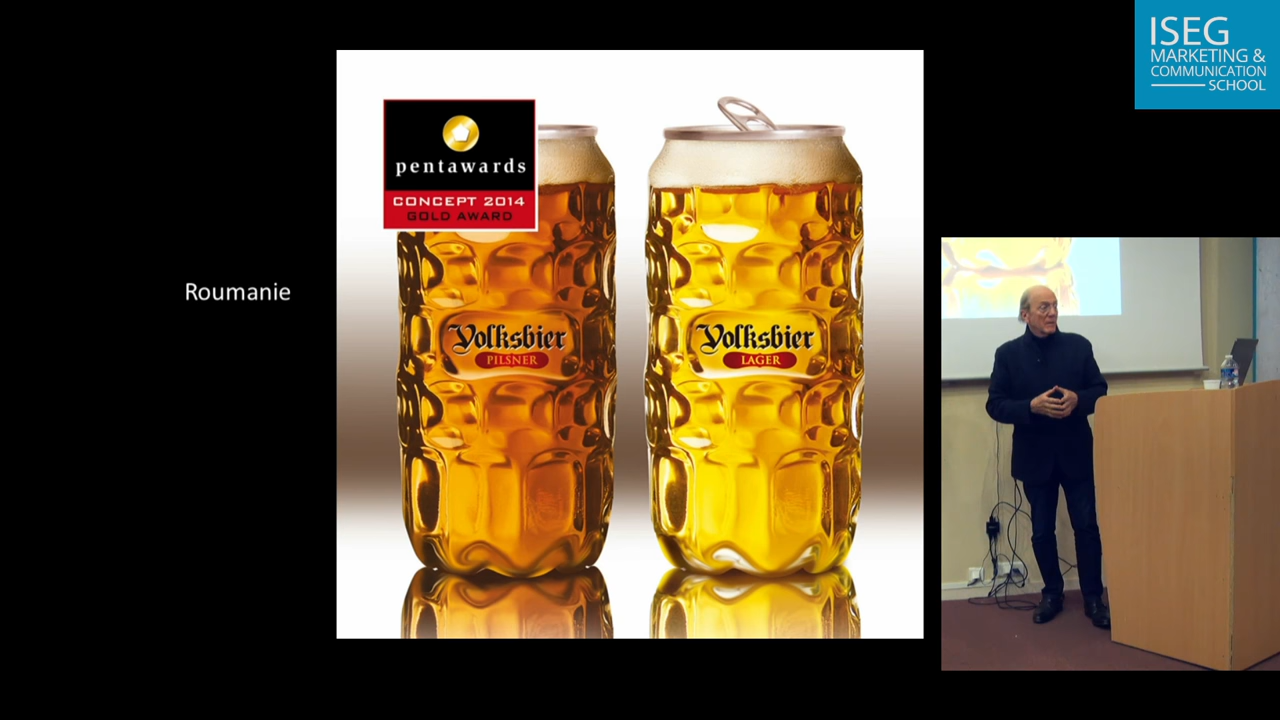 ISEG
MARKETING &
COMMUNICATION
SCHOOL
pentawards
CONCEPT 2014
GOLD AWARD
Roumanie
Volksbier
PILSNER
Volksbier
LAGER